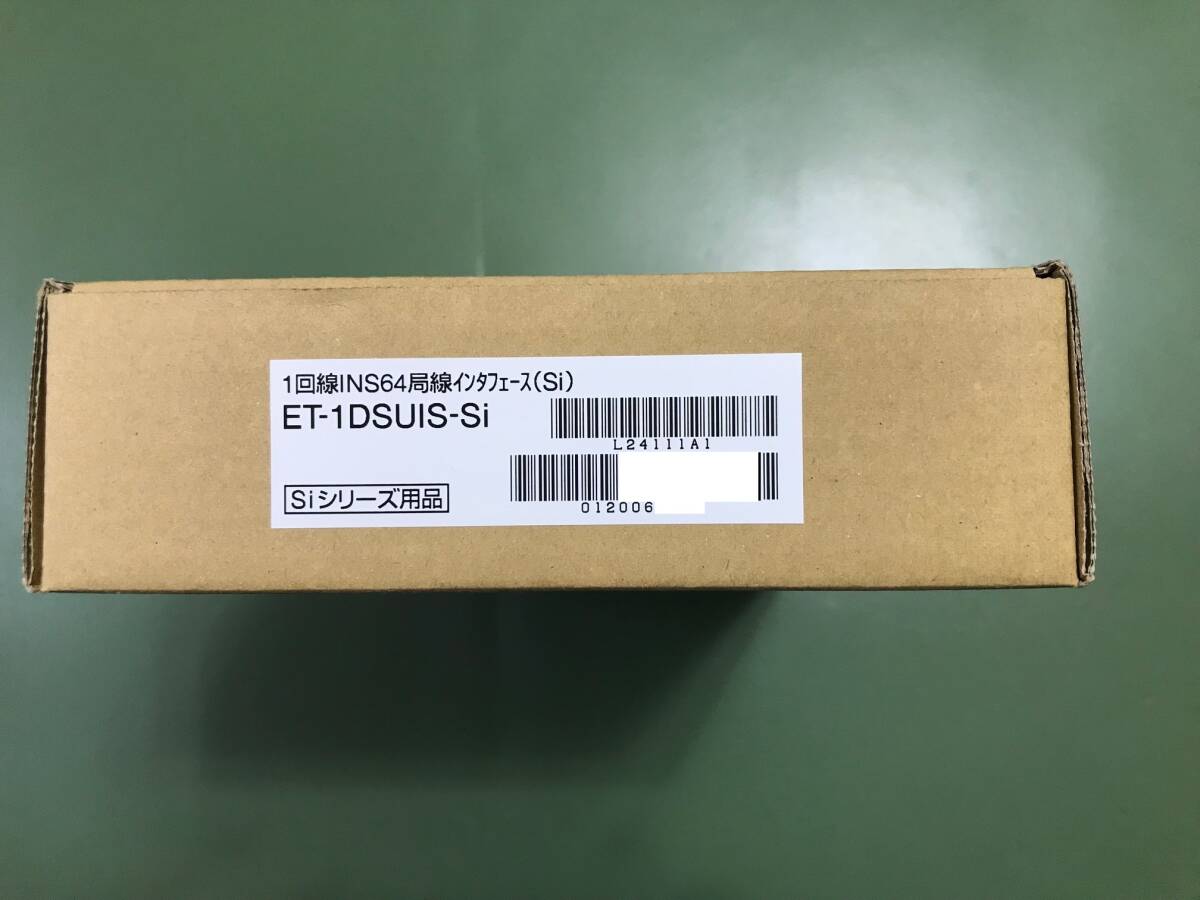 1回線INS64局線インタフェース(Si)
ET-1DSUIS-Si
L24111A1
012006
Siシリーズ用品